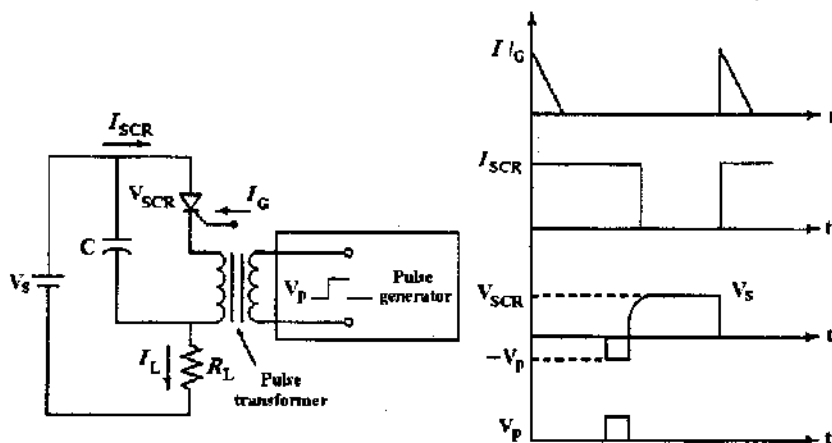 I_SCR
V_SCR
I_G
C
V_S
V_P
Pulse
generator
I_L
R_L
Pulse
transformer
I I_G
t
I_SCR
t
V_SCR
V_S
t
-V_P
V_P
t